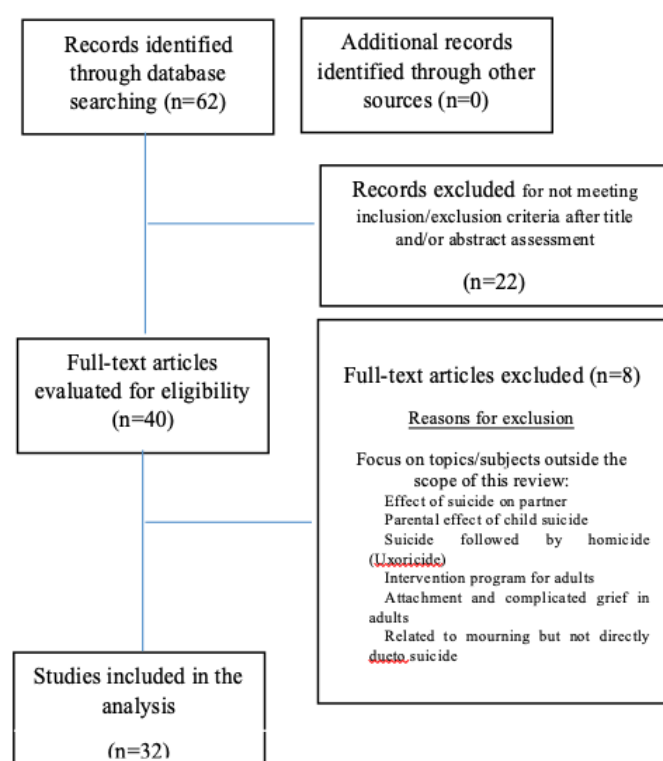 Records identified
through database
searching (n=62)
Additional records
identified through other
sources (n=0)
Records excluded for not meeting
inclusion/exclusion criteria after title
and/or abstract assessment
(n=22)
Full-text articles
evaluated for eligibility
(n=40)
Full-text articles excluded (n=8)
Reasons for exclusion
Focus on topics/subjects outside the
scope of this review:
Effect of suicide on partner
Parental effect of child suicide
Suicide followed by homicide
(Uxoricide)
Intervention program for adults
Attachment and complicated grief in
adults
Related to mourning but not directly
dueto suicide
Studies included in the
analysis
(n=32)